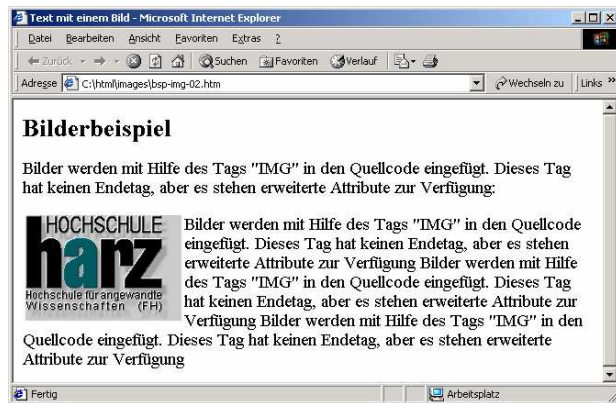 Text mit einem Bild - Microsoft Internet Explorer
Datei Bearbeiten Ansicht Favoriten Extras ?
Zurück Suchen Favoriten Verlauf
Adresse C:\html\images\bsp-img-02.htm Wechseln zu Links »
Bilderbeispiel
Bilder werden mit Hilfe des Tags "IMG" in den Quellcode eingefügt. Dieses Tag
hat keinen Endetag, aber es stehen erweiterte Attribute zur Verfügung:
HOCHSCHULE
harz
Hochschule für angewandte
Wissenschaften (FH)
Bilder werden mit Hilfe des Tags "IMG" in den Quellcode
eingefügt. Dieses Tag hat keinen Endetag, aber es stehen
erweiterte Attribute zur Verfügung Bilder werden mit Hilfe
des Tags "IMG" in den Quellcode eingefügt. Dieses Tag
hat keinen Endetag, aber es stehen erweiterte Attribute zur
Verfügung Bilder werden mit Hilfe des Tags "IMG" in den
Quellcode eingefügt. Dieses Tag hat keinen Endetag, aber es stehen erweiterte
Attribute zur Verfügung
Fertig Arbeitsplatz